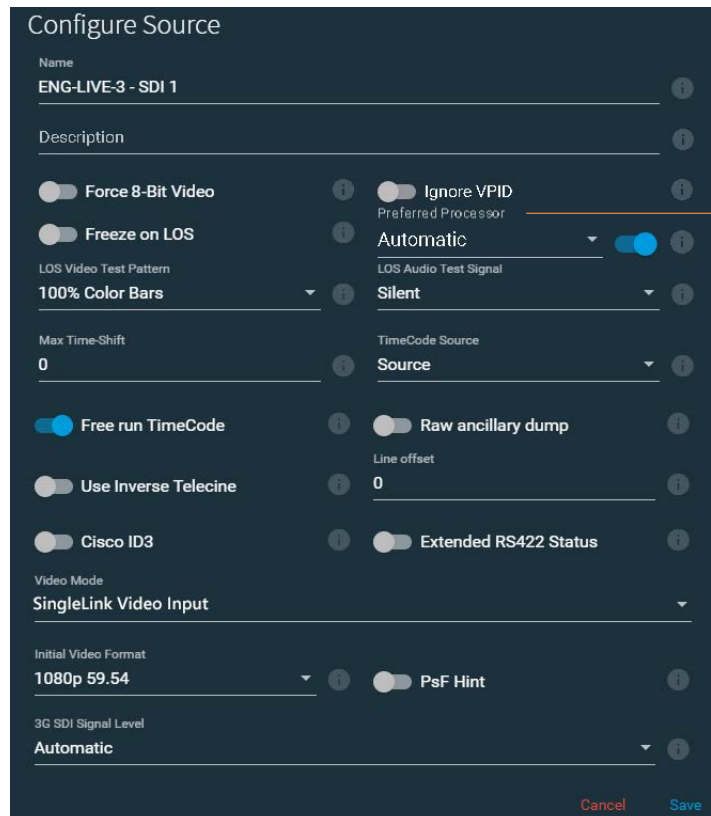 Configure Source
Name
ENG-LIVE-3 - SDI 1
Description
Force 8-Bit Video
Ignore VPID
Freeze on LOS
Preferred Processor
Automatic
LOS Video Test Pattern
100% Color Bars
LOS Audio Test Signal
Silent
Max Time-Shift
0
TimeCode Source
Source
Free run TimeCode
Raw ancillary dump
Use Inverse Telecine
Line offset
0
Cisco ID3
Extended RS422 Status
Video Mode
SingleLink Video Input
Initial Video Format
1080p 59.54
PsF Hint
3G SDI Signal Level
Automatic
Cancel
Save